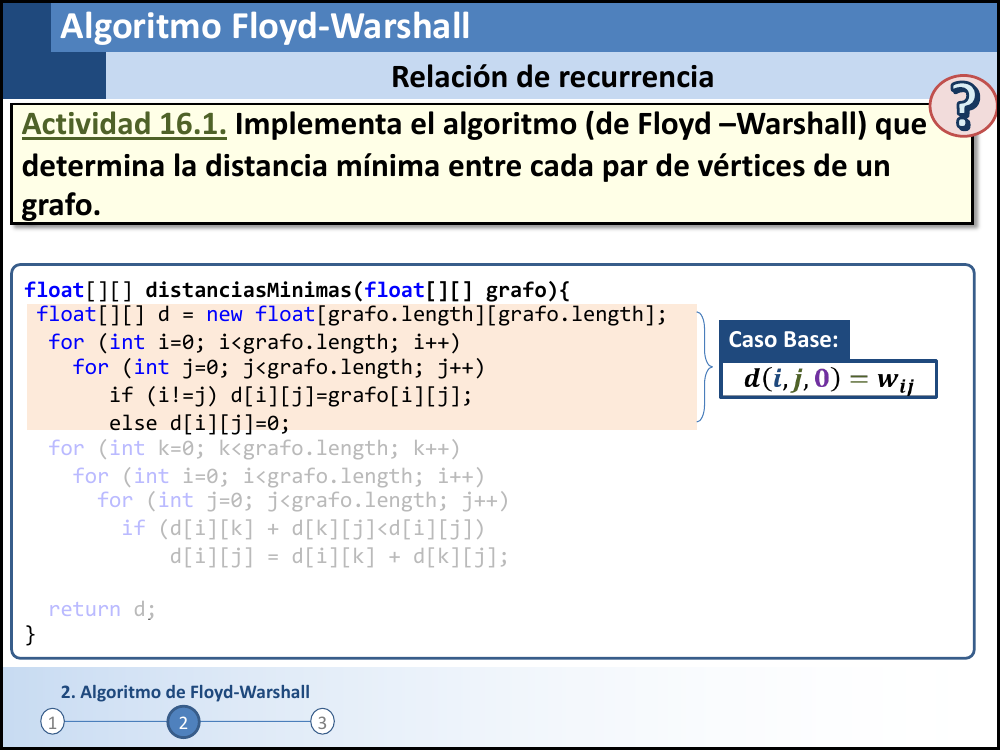 Algoritmo Floyd-Warshall
Relación de recurrencia
?
Actividad 16.1. Implementa el algoritmo (de Floyd –Warshall) que
determina la distancia mínima entre cada par de vértices de un
grafo.
float[][] distanciasMinimas(float[][] grafo){
float[][] d = new float[grafo.length][grafo.length];
for (int i=0; i<grafo.length; i++)
for (int j=0; j<grafo.length; j++)
if (i!=j) d[i][j]=grafo[i][j];
else d[i][j]=0;
Caso Base:
d(i,j,0) = wij
for (int k=0; k<grafo.length; k++)
for (int i=0; i<grafo.length; i++)
for (int j=0; j<grafo.length; j++)
if (d[i][k] + d[k][j]<d[i][j])
d[i][j] = d[i][k] + d[k][j];
return d;
}
2. Algoritmo de Floyd-Warshall
1 2 3